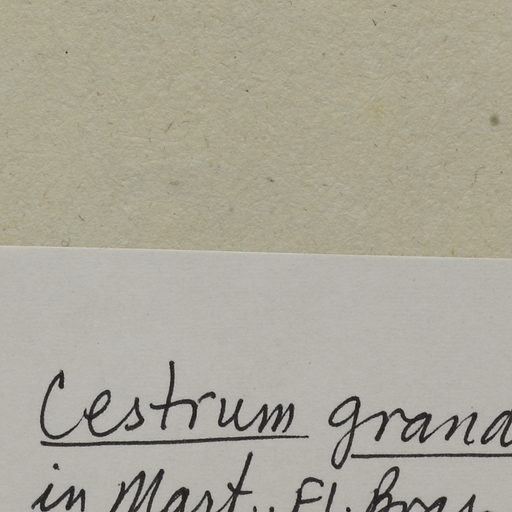 Cestrum grand
in Mart., Fl. Bras